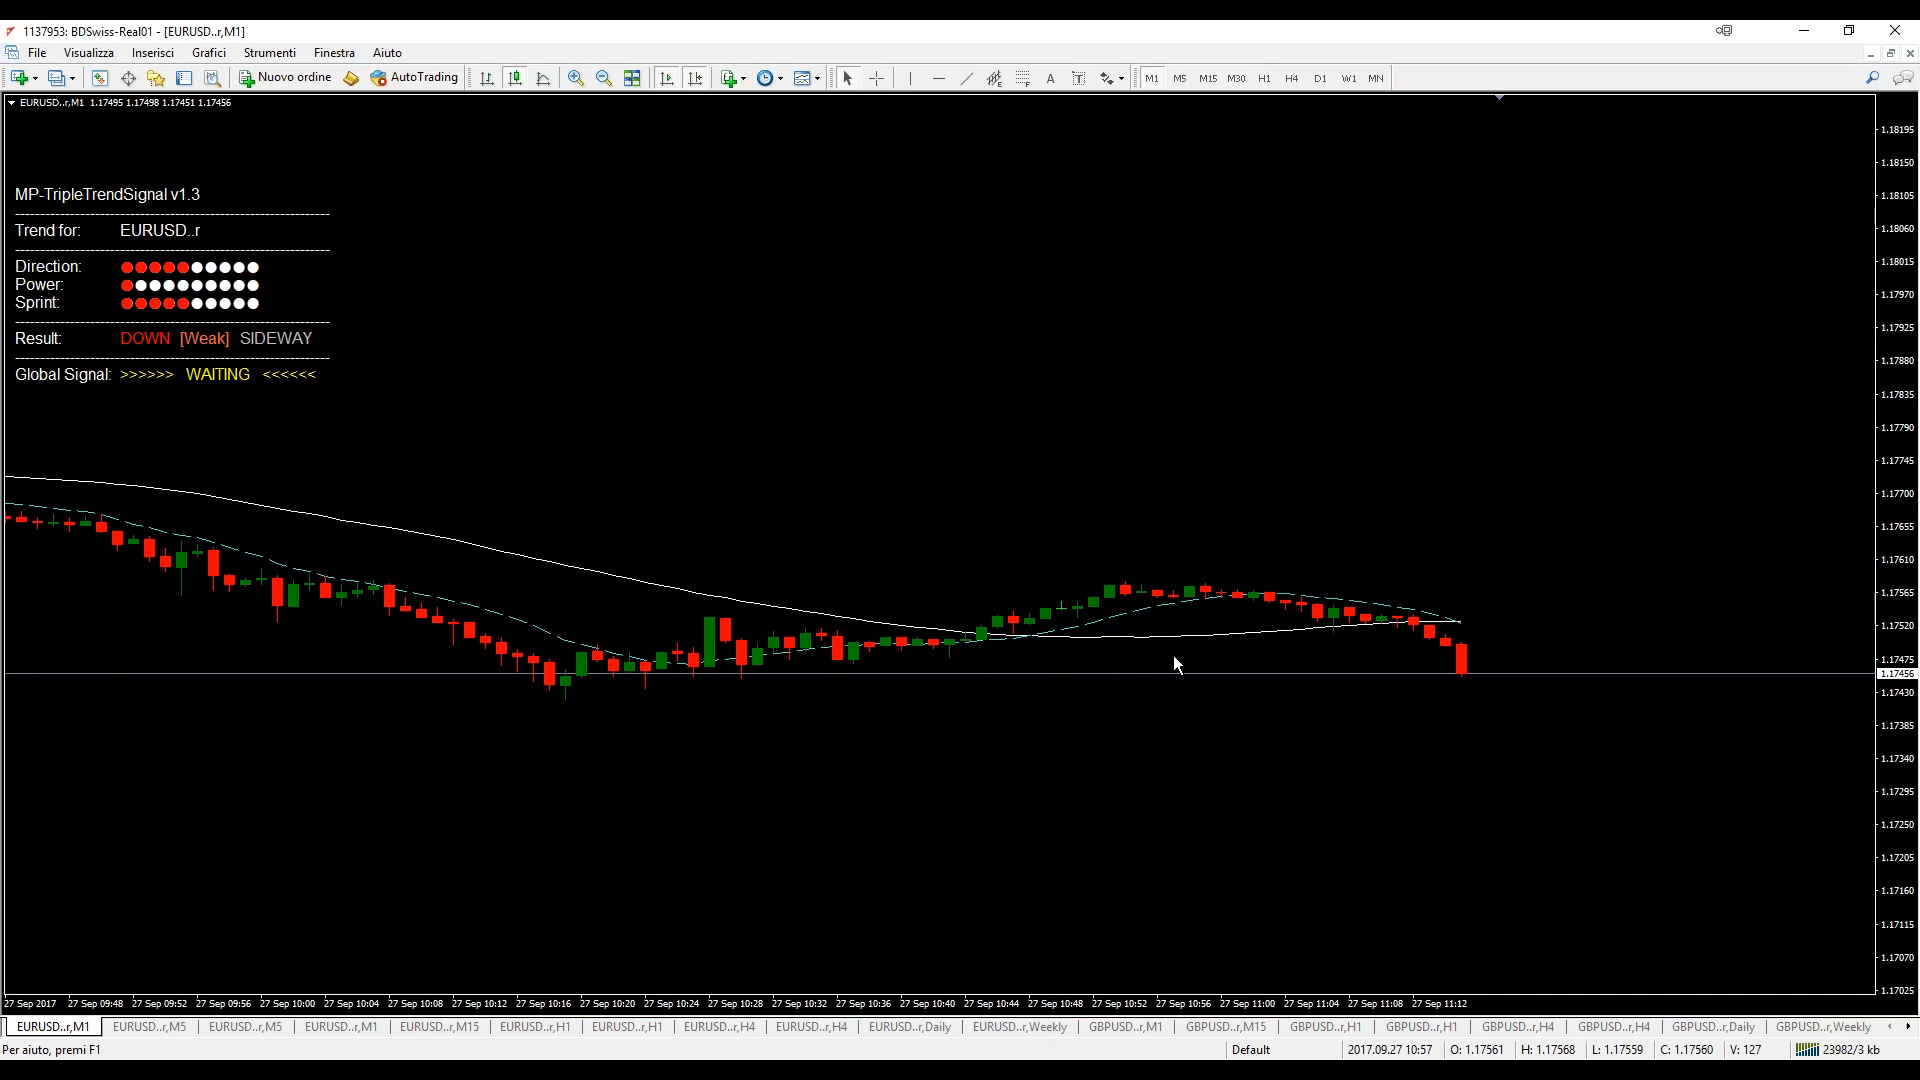 1137953: BDSwiss-Real01 - [EURUSD..r,M1]
File Visualizza Inserisci Grafici Strumenti Finestra Aiuto
Nuovo ordine AutoTrading A T M1 M5 M15 M30 H1 H4 D1 W1 MN
EURUSD..r,M1 1.17495 1.17498 1.17451 1.17456
MP-TripleTrendSignal v1.3
Trend for: EURUSD..r
Direction:
Power:
Sprint:
Result: DOWN [Weak] SIDEWAY
Global Signal: >>>>>> WAITING <<<<<<
1.18195
1.18150
1.18105
1.18060
1.18015
1.17970
1.17925
1.17880
1.17835
1.17790
1.17745
1.17700
1.17655
1.17610
1.17565
1.17520
1.17475
1.17456
1.17430
1.17385
1.17340
1.17295
1.17250
1.17205
1.17160
1.17115
1.17070
1.17025
27 Sep 2017 27 Sep 09:48 27 Sep 09:52 27 Sep 09:56 27 Sep 10:00 27 Sep 10:04 27 Sep 10:08 27 Sep 10:12 27 Sep 10:16 27 Sep 10:20 27 Sep 10:24 27 Sep 10:28 27 Sep 10:32 27 Sep 10:36 27 Sep 10:40 27 Sep 10:44 27 Sep 10:48 27 Sep 10:52 27 Sep 10:56 27 Sep 11:00 27 Sep 11:04 27 Sep 11:08 27 Sep 11:12
EURUSD..r,M1 EURUSD..r,M5 EURUSD..r,M5 EURUSD..r,M1 EURUSD..r,M15 EURUSD..r,H1 EURUSD..r,H1 EURUSD..r,H4 EURUSD..r,H4 EURUSD..r,Daily EURUSD..r,Weekly GBPUSD..r,M1 GBPUSD..r,M15 GBPUSD..r,H1 GBPUSD..r,H1 GBPUSD..r,H4 GBPUSD..r,H4 GBPUSD..r,Daily GBPUSD..r,Weekly
Per aiuto, premi F1 Default 2017.09.27 10:57 O: 1.17561 H: 1.17568 L: 1.17559 C: 1.17560 V: 127 23982/3 kb